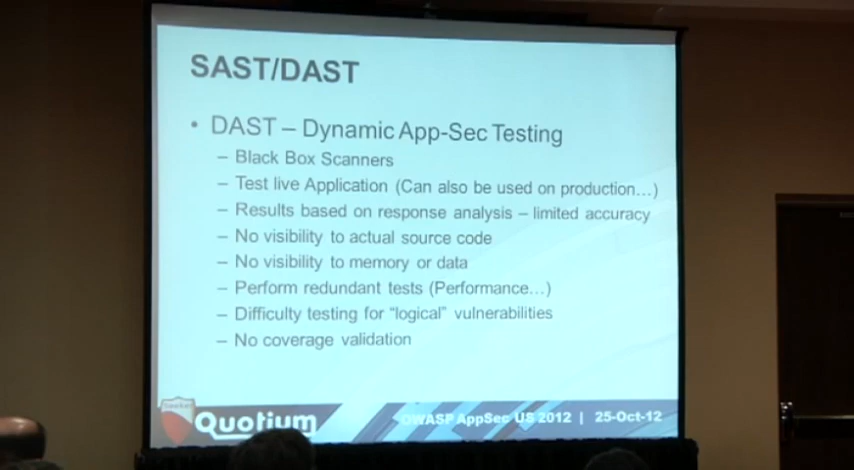 SAST/DAST
• DAST – Dynamic App-Sec Testing
– Black Box Scanners
– Test live Application (Can also be used on production…)
– Results based on response analysis – limited accuracy
– No visibility to actual source code
– No visibility to memory or data
– Perform redundant tests (Performance…)
– Difficulty testing for “logical” vulnerabilities
– No coverage validation
Seeker
Quotium
OWASP AppSec US 2012 | 25-Oct-12